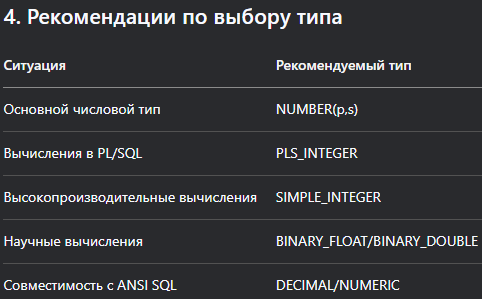 4. Рекомендации по выбору типа
Ситуация Рекомендуемый тип
Основной числовой тип NUMBER(p,s)
Вычисления в PL/SQL PLS_INTEGER
Высокопроизводительные вычисления SIMPLE_INTEGER
Научные вычисления BINARY_FLOAT/BINARY_DOUBLE
Совместимость с ANSI SQL DECIMAL/NUMERIC